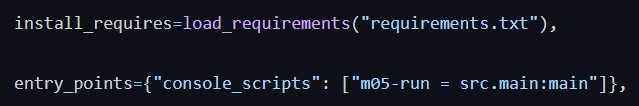 install_requires=load_requirements("requirements.txt"),
entry_points={"console_scripts": ["m05-run = src.main:main"]},